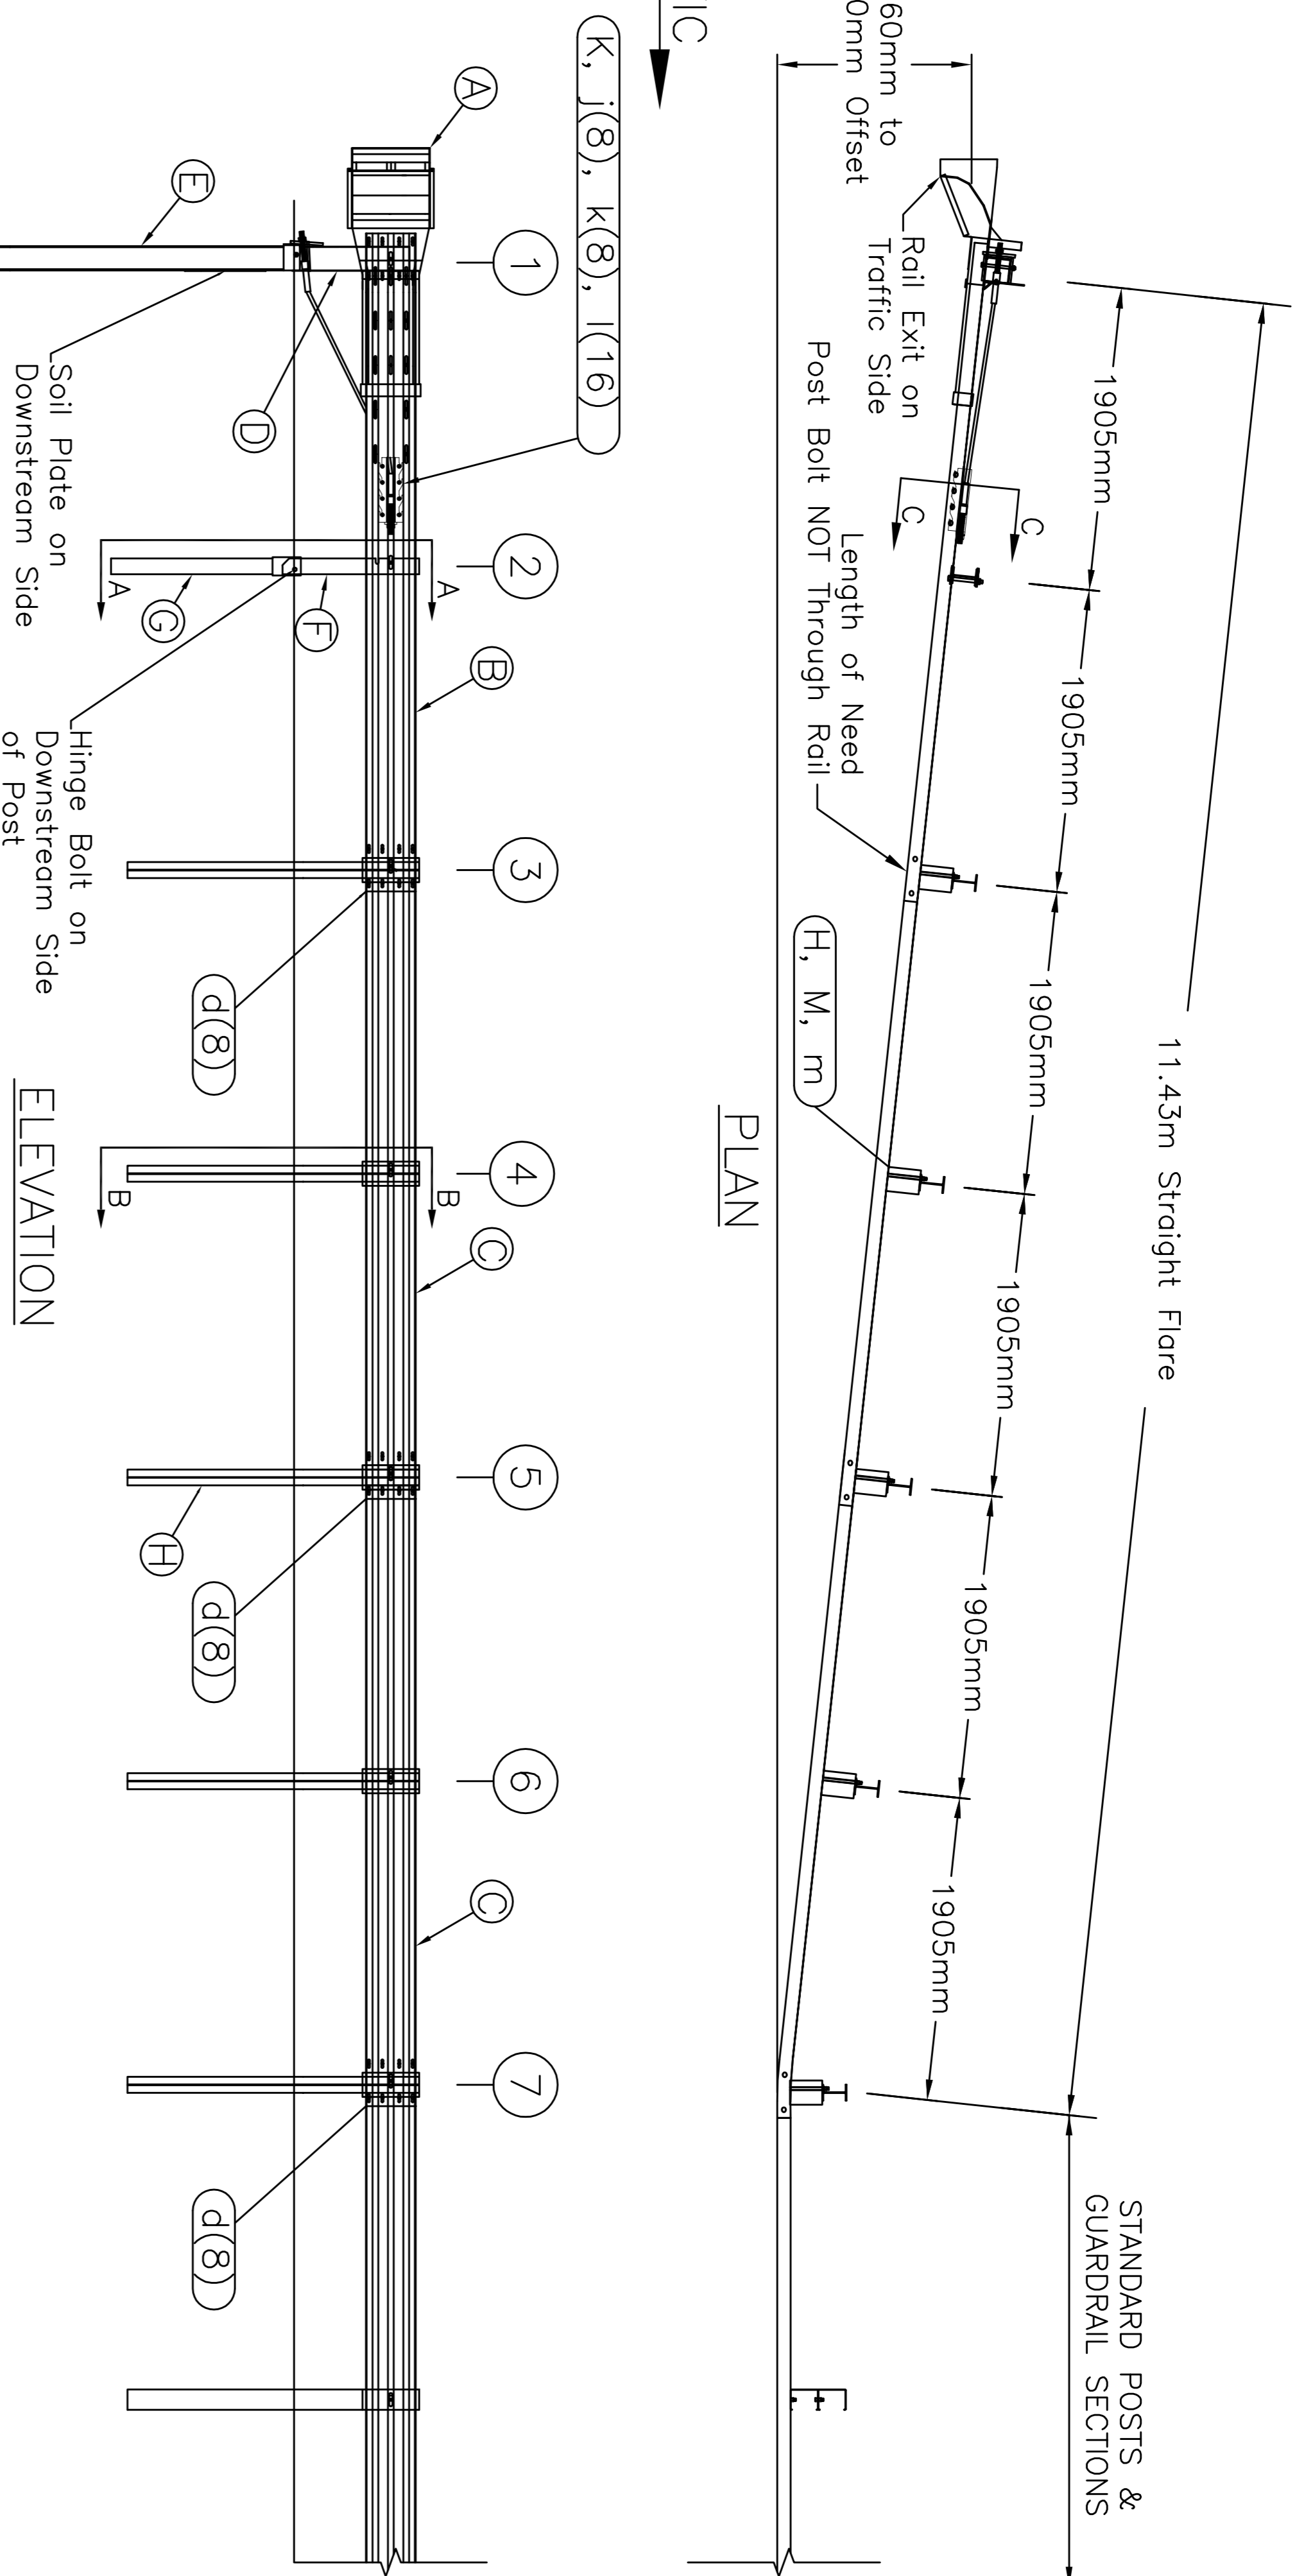 STANDARD POSTS &
GUARDRAIL SECTIONS
11.43m Straight Flare
1905mm
1905mm
1905mm
1905mm
1905mm
1905mm
C
C
Rail Exit on
Traffic Side
60mm to
0mm Offset
Length of Need
Post Bolt NOT Through Rail
H, M, m
PLAN
IC
K, j(8), k(8), l(16)
1
2
3
4
5
6
7
A
B
C
C
A
A
B
B
D
E
F
G
H
d(8)
d(8)
d(8)
Soil Plate on
Downstream Side
Hinge Bolt on
Downstream Side
of Post
ELEVATION